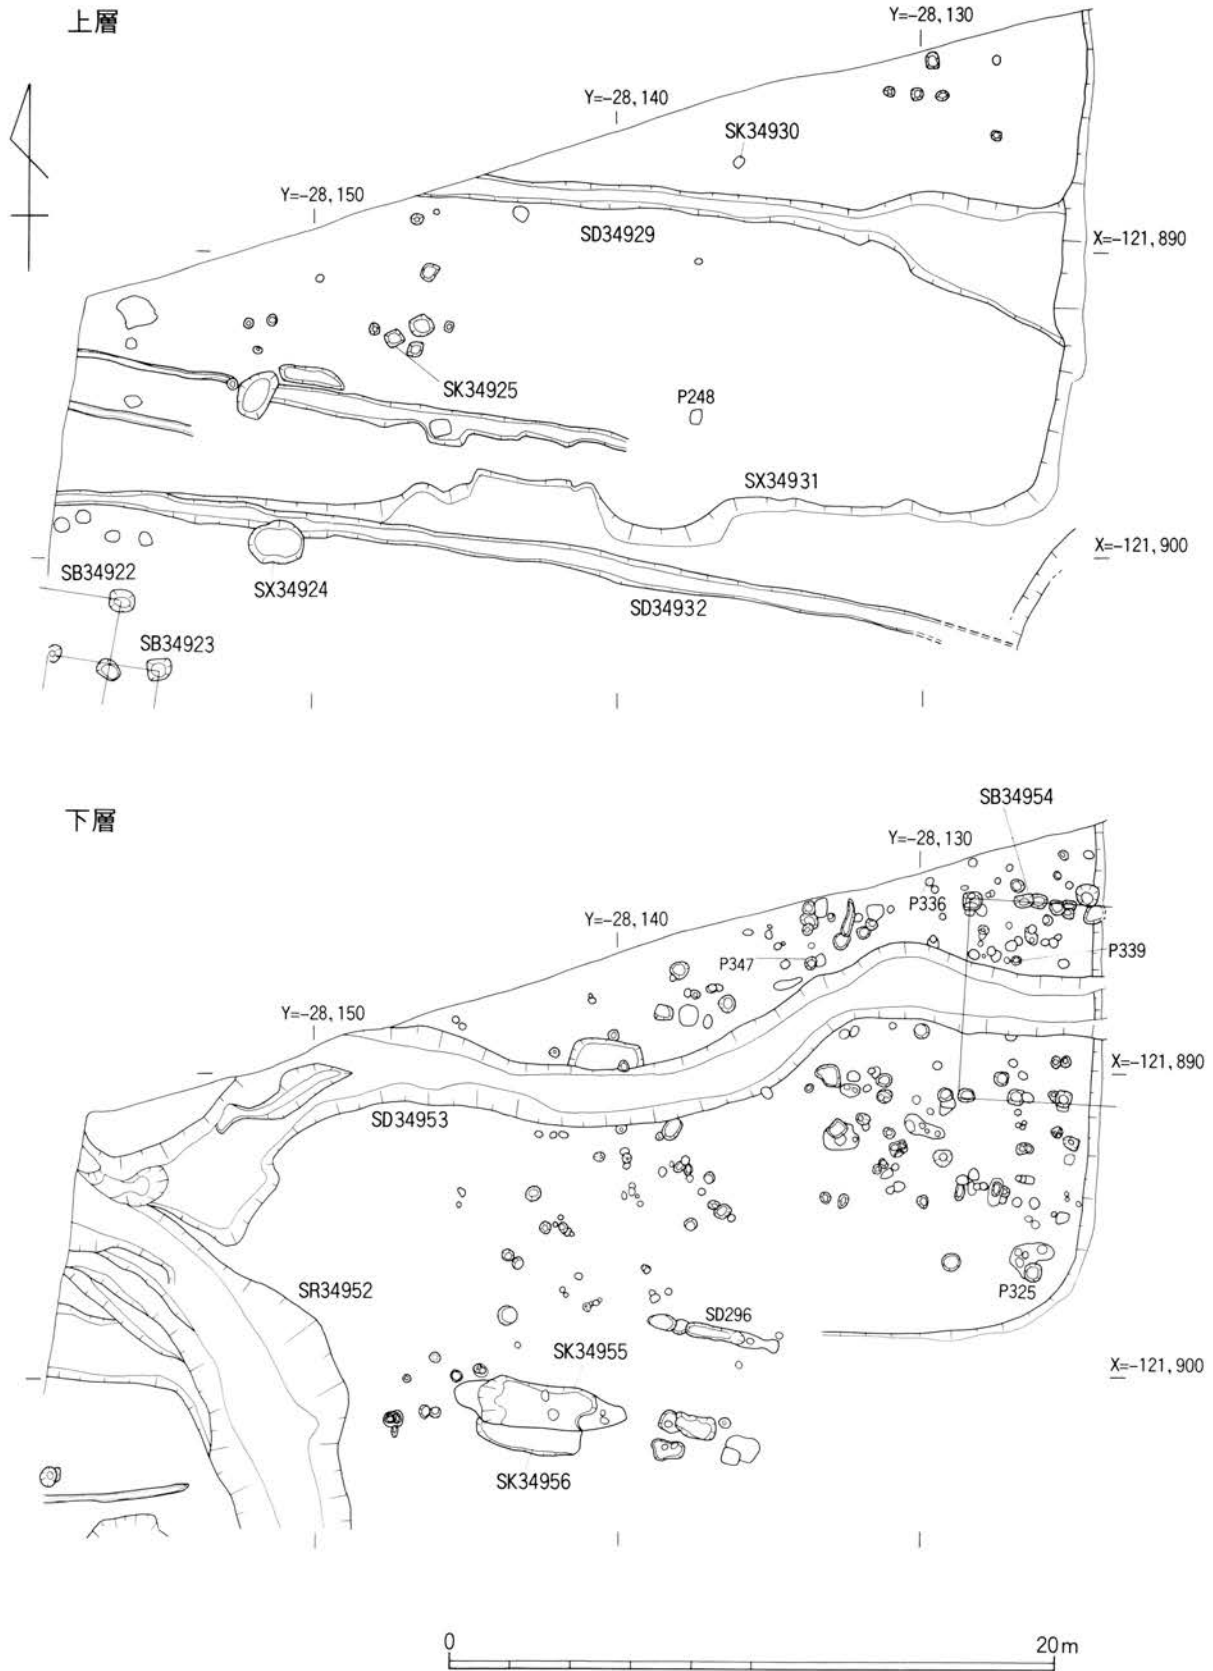 上層
Y=-28,130
Y=-28,140
SK34930
Y=-28,150
SD34929
X=-121,890
SK34925
P248
SX34931
X=-121,900
SB34922
SX34924
SD34932
SB34923
下層
SB34954
Y=-28,130
P336
Y=-28,140
P339
P347
Y=-28,150
X=-121,890
SD34953
SR34952
P325
SD296
SK34955
X=-121,900
SK34956
0 20m